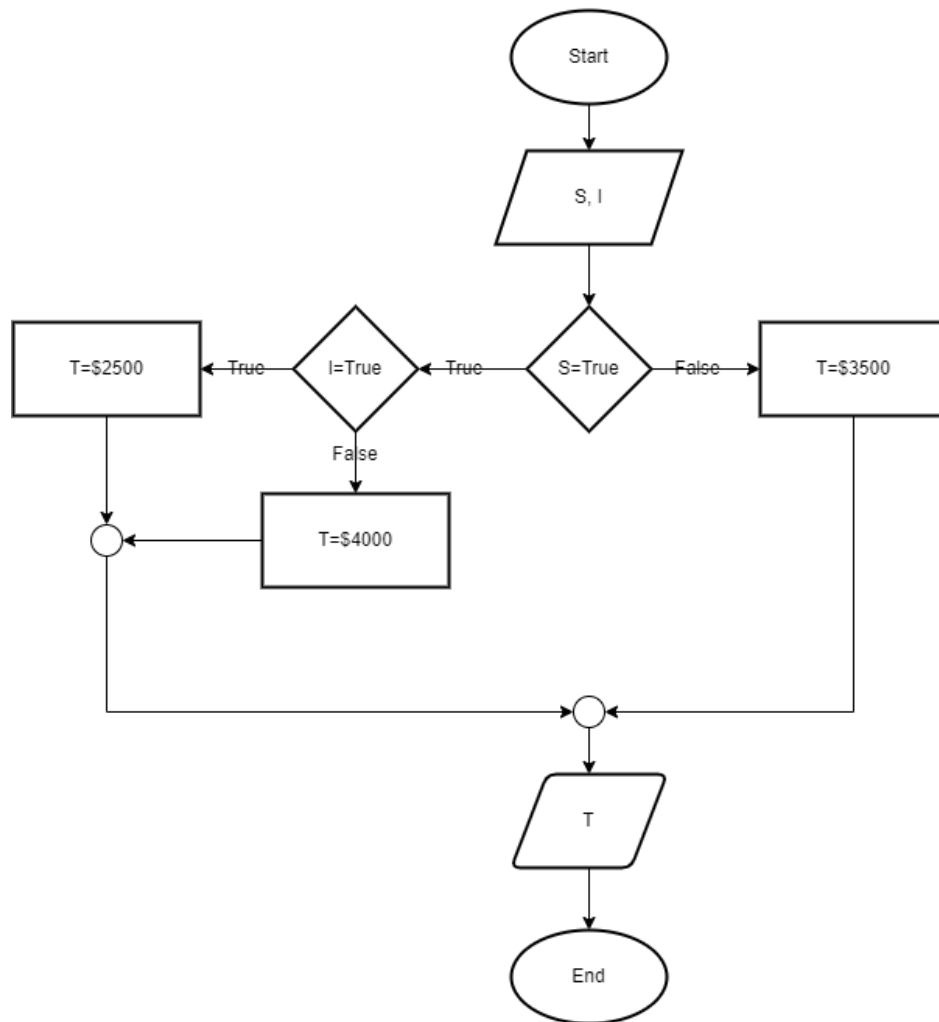 Start
S, I
T=$2500
True
I=True
True
S=True
False
T=$3500
False
T=$4000
T
End